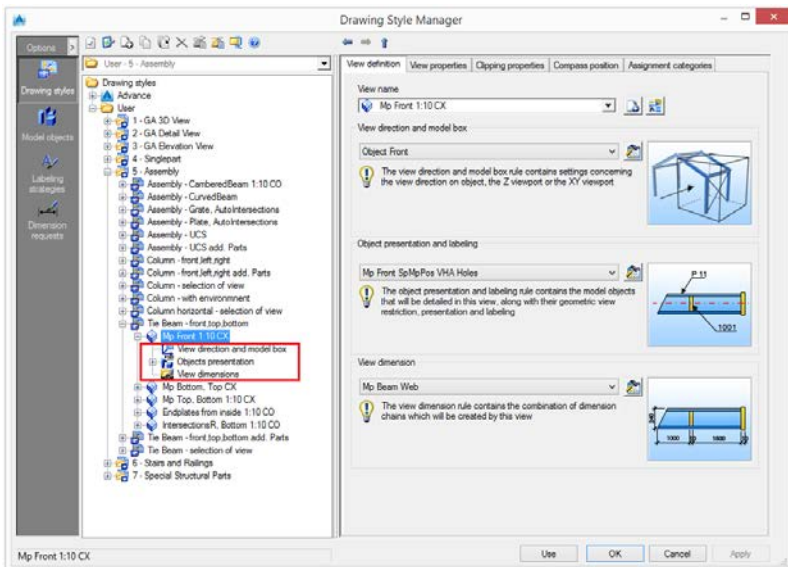 Drawing Style Manager
Options
Drawing styles
Model objects
Labeling
strategies
Dimension
requests
User - 5 - Assembly
Drawing styles
Advance
User
1 - GA 3D View
2 - GA Detail View
3 - GA Elevation View
4 - Singlepart
5 - Assembly
Assembly - CamberedBeam 1:10 CO
Assembly - CurvedBeam
Assembly - Grate, AutoIntersections
Assembly - Plate, AutoIntersections
Assembly - UCS
Assembly - UCS add. Parts
Column - front,left,right
Column - front,left,right add. Parts
Column - selection of view
Column - with environmnent
Column horizontal - selection of view
Tie Beam - front,top,bottom
Mp Front 1:10 CX
View direction and model box
Objects presentation
View dimensions
Mp Bottom, Top CX
Mp Top, Bottom 1:10 CX
Endplates from inside 1:10 CO
IntersectionsR, Bottom 1:10 CO
Tie Beam - front,top,bottom add. Parts
Tie Beam - selection of view
6 - Stairs and Railings
7 - Special Structural Parts
View definition
View properties
Clipping properties
Compass position
Assignment categories
View name
Mp Front 1:10 CX
View direction and model box
Object Front
The view direction and model box rule contains settings concerning
the view direction on object, the Z viewport or the XY viewport
Object presentation and labeling
Mp Front SpMpPos VHA Holes
The object presentation and labeling rule contains the model objects
that will be detailed in this view, along with their geometric view
restriction, presentation and labeling
P 11
1001
View dimension
Mp Beam Web
The view dimension rule contains the combination of dimension
chains which will be created by this view
1000
1800
Mp Front 1:10 CX
Use
OK
Cancel
Apply